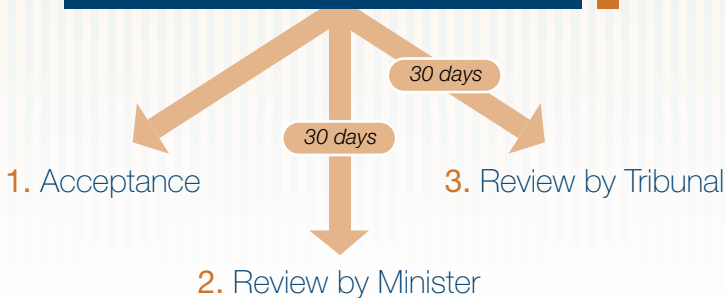 30 days
30 days
1. Acceptance
3. Review by Tribunal
2. Review by Minister